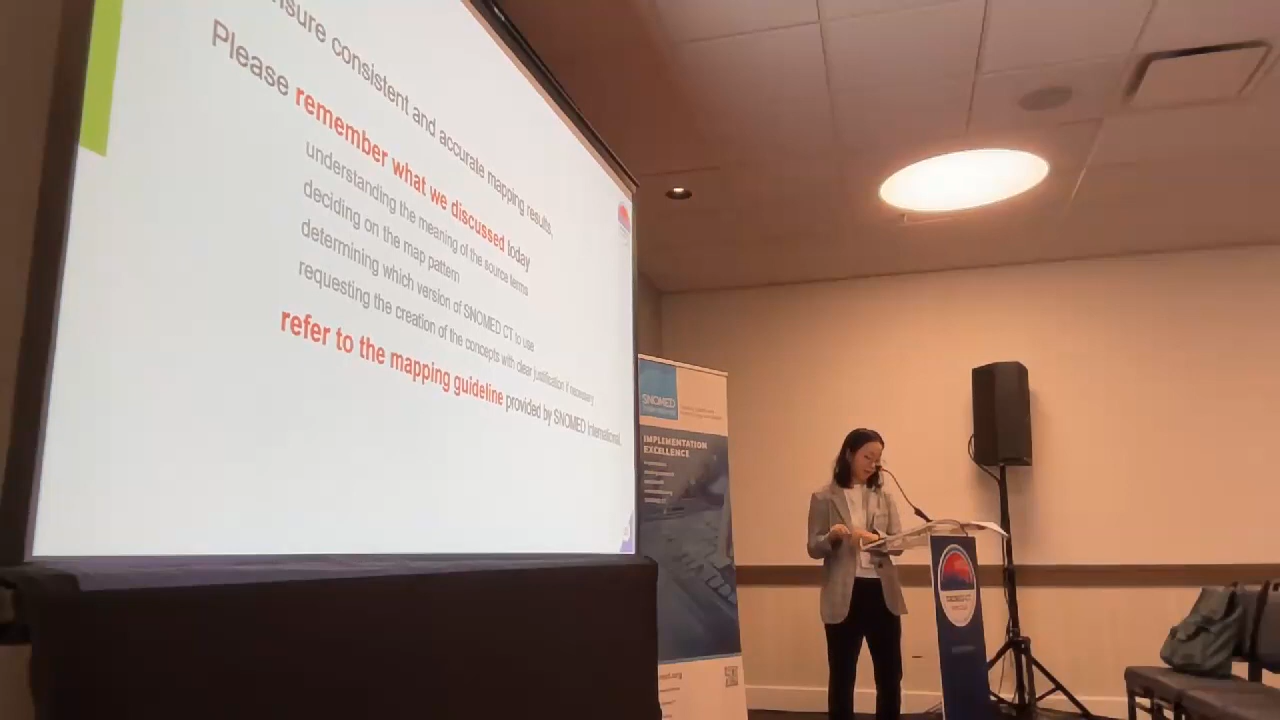 nsure consistent and accurate mapping results,
Please remember what we discussed today
understanding the meaning of the source terms
deciding on the map pattern
determining which version of SNOMED CT to use
requesting the creation of the concepts with clear justification if necessary
refer to the mapping guideline provided by SNOMED International.
SNOMED
IMPLEMENTATION
EXCELLENCE
SNOMED CT